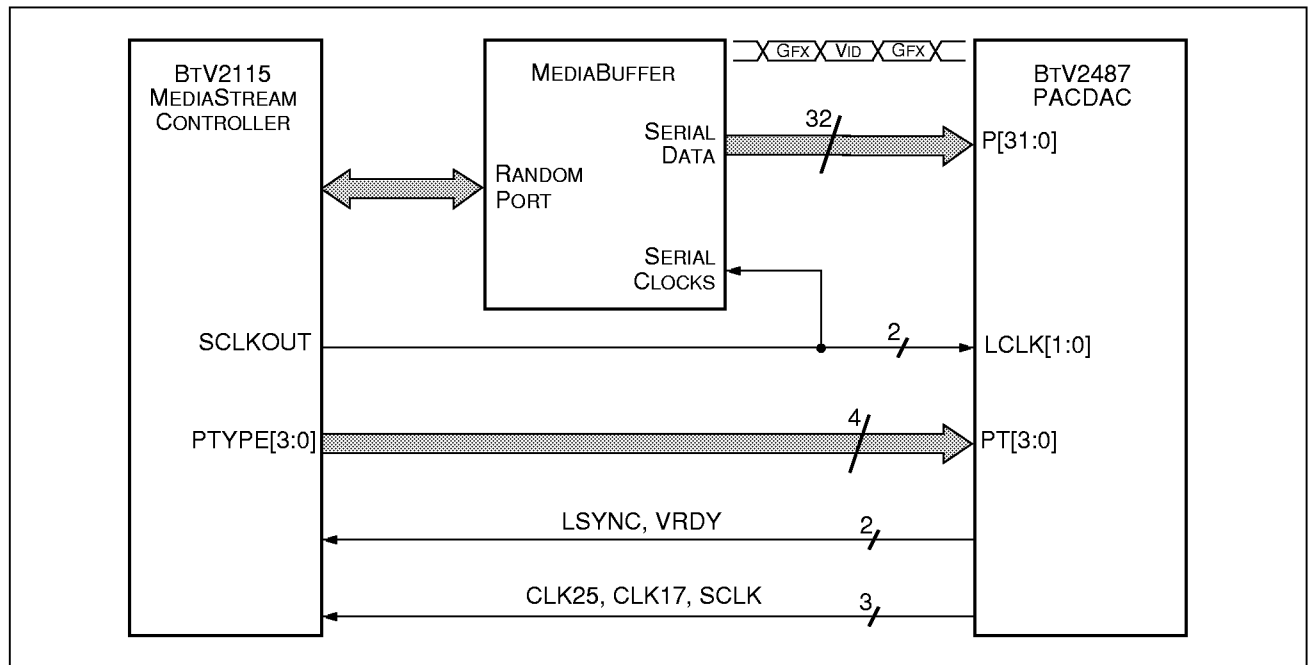 BTV2115
MEDIASTREAM
CONTROLLER
MEDIABUFFER
GFX VID GFX
BTV2487
PACDAC
SERIAL
DATA
32
P[31:0]
RANDOM
PORT
SERIAL
CLOCKS
SCLKOUT
2
LCLK[1:0]
PTYPE[3:0]
4
PT[3:0]
LSYNC, VRDY
2
CLK25, CLK17, SCLK
3